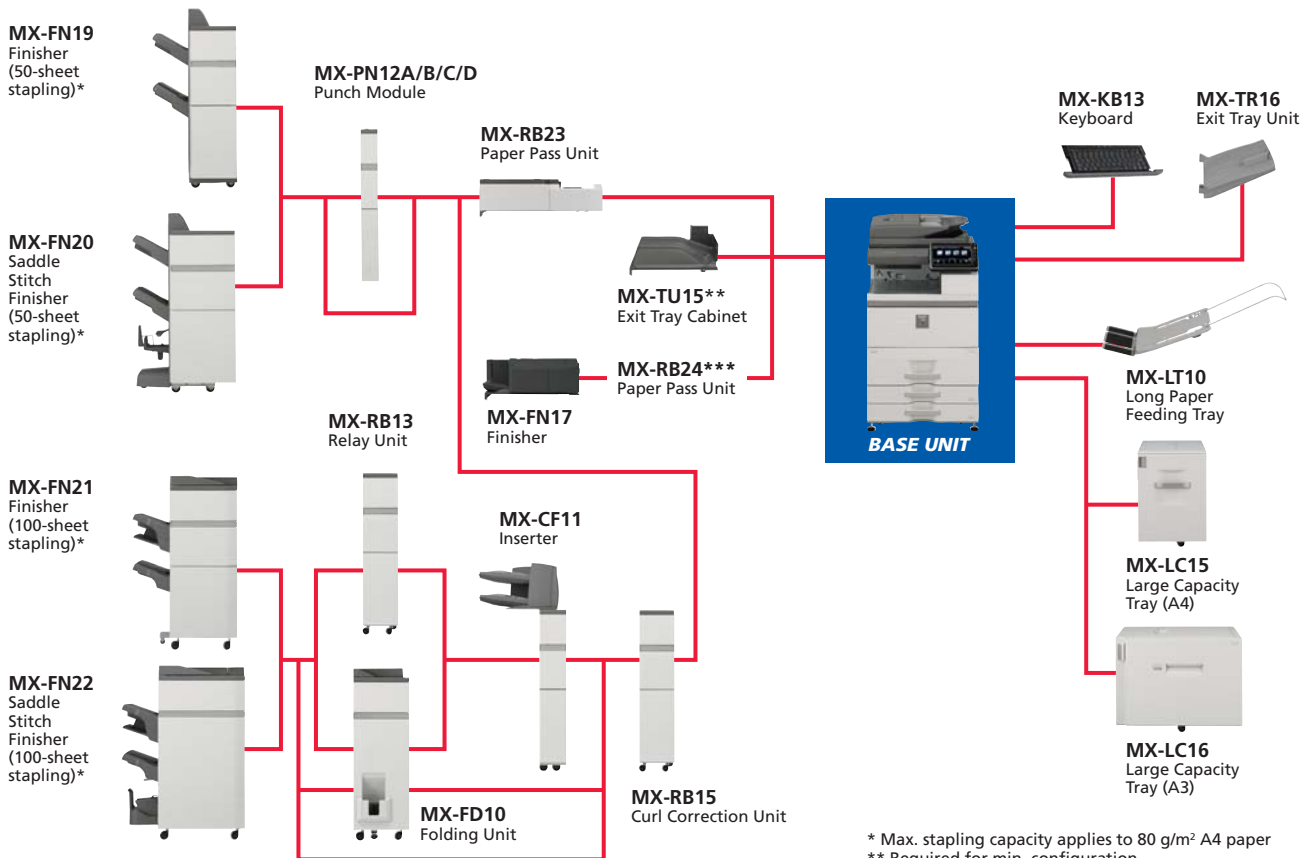 MX-FN19
Finisher
(50-sheet
stapling)*
MX-PN12A/B/C/D
Punch Module
MX-RB23
Paper Pass Unit
MX-KB13
Keyboard
MX-TR16
Exit Tray Unit
MX-FN20
Saddle
Stitch
Finisher
(50-sheet
stapling)*
MX-TU15**
Exit Tray Cabinet
MX-RB24***
Paper Pass Unit
MX-FN17
Finisher
BASE UNIT
MX-LT10
Long Paper
Feeding Tray
MX-RB13
Relay Unit
MX-FN21
Finisher
(100-sheet
stapling)*
MX-CF11
Inserter
MX-LC15
Large Capacity
Tray (A4)
MX-FN22
Saddle
Stitch
Finisher
(100-sheet
stapling)*
MX-FD10
Folding Unit
MX-RB15
Curl Correction Unit
MX-LC16
Large Capacity
Tray (A3)
* Max. stapling capacity applies to 80 g/m² A4 paper
** Required for min. configuration